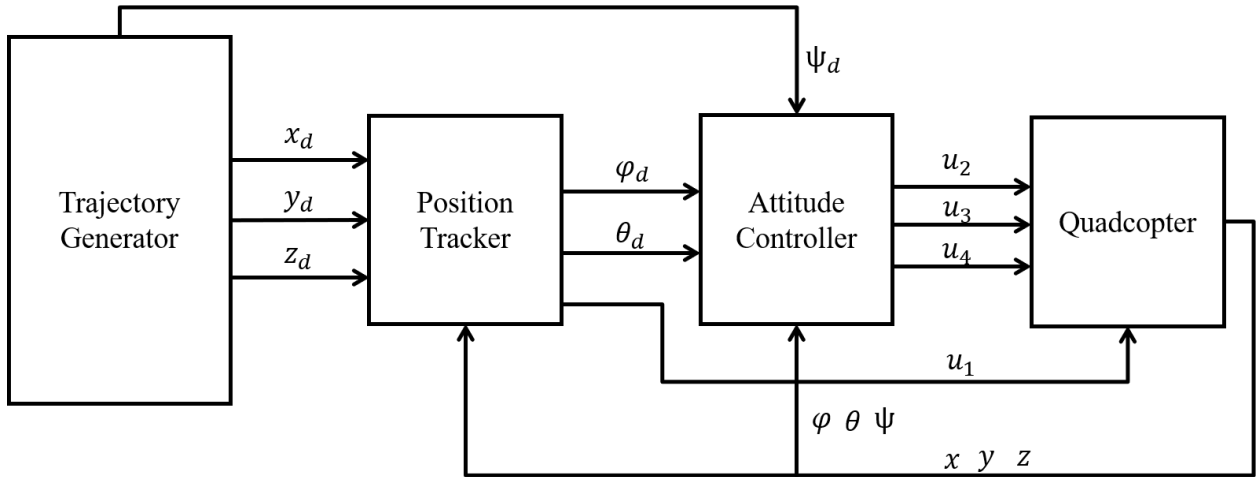 ψ_d
x_d
y_d
z_d
Trajectory
Generator
Position
Tracker
φ_d
θ_d
Attitude
Controller
u_2
u_3
u_4
Quadcopter
u_1
φ θ ψ
x y z